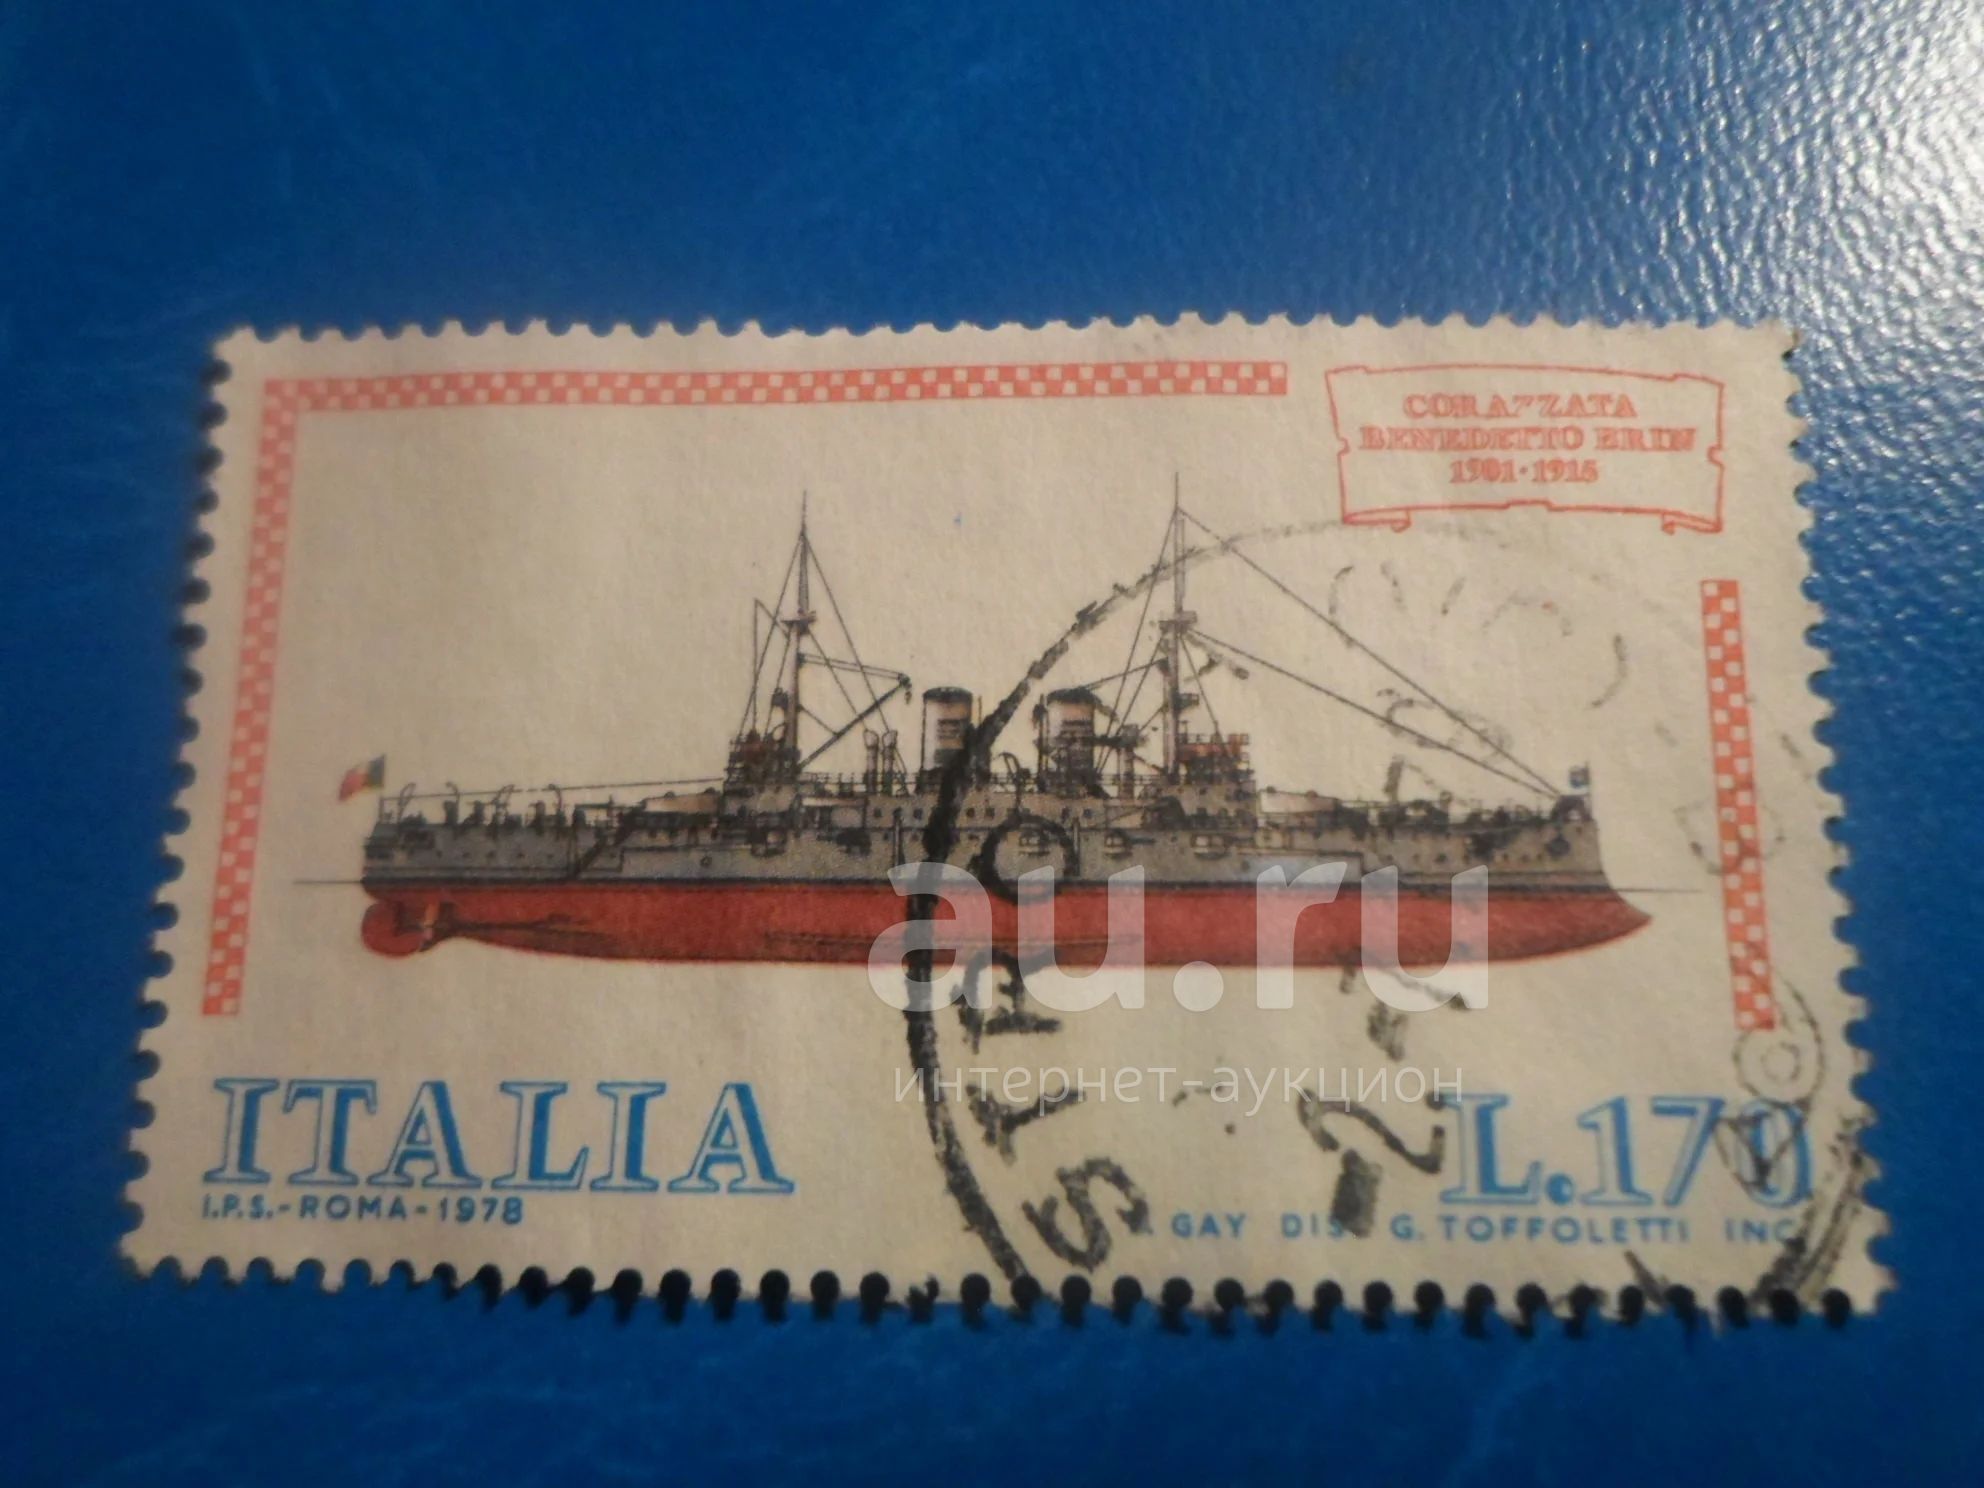 CORAZZATA
BENEDETTO BRIN
1901·1915
au.ru
интернет-аукцион
ITALIA
L.170
I.P.S.-ROMA-1978
GAY DIS. G. TOFFOLETTI INC.